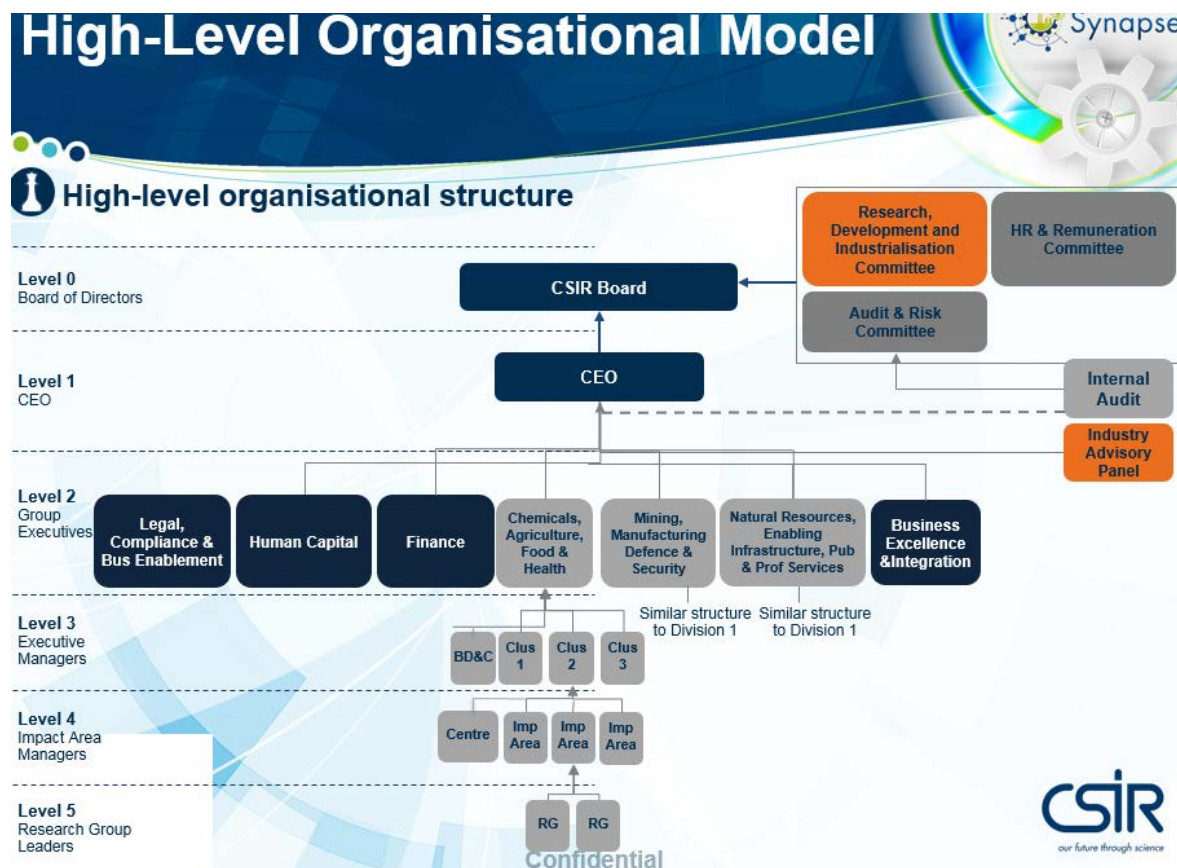 High-Level Organisational Model
Synapse
High-level organisational structure
Research,
Development and
Industrialisation
Committee
HR & Remuneration
Committee
Level 0
Board of Directors
CSIR Board
Audit & Risk
Committee
Level 1
CEO
CEO
Internal
Audit
Industry
Advisory
Panel
Level 2
Group
Executives
Legal,
Compliance &
Bus Enablement
Human Capital
Finance
Chemicals,
Agriculture,
Food &
Health
Mining,
Manufacturing
Defence &
Security
Natural Resources,
Enabling
Infrastructure, Pub
& Prof Services
Business
Excellence
&Integration
Level 3
Executive
Managers
BD&C
Clus
1
Clus
2
Clus
3
Similar structure
to Division 1
Similar structure
to Division 1
Level 4
Impact Area
Managers
Centre
Imp
Area
Imp
Area
Imp
Area
Level 5
Research Group
Leaders
RG
RG
Confidential
CSIR
our future through science